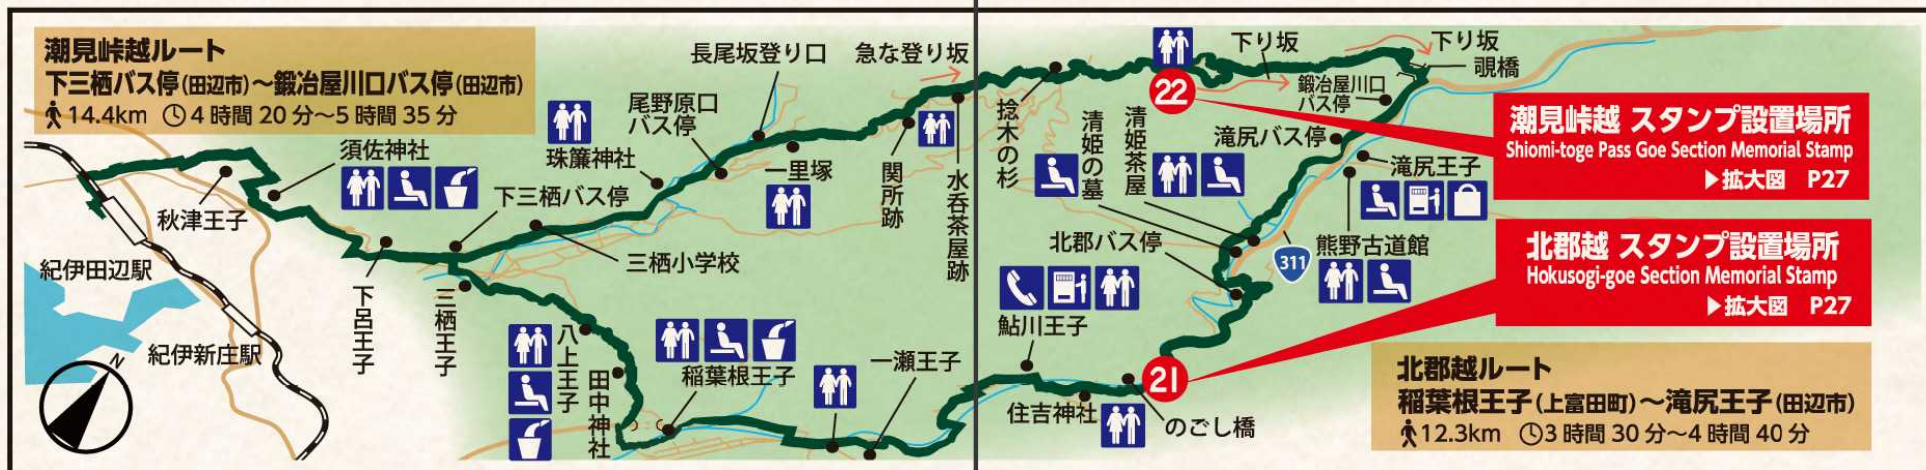 潮見峠越ルート
下三栖バス停(田辺市)〜鍛冶屋川口バス停(田辺市)
14.4km 4時間20分〜5時間35分
長尾坂登り口
急な登り坂
下り坂
下り坂
覗橋
尾野原口
バス停
鍛冶屋川口
バス停
22
須佐神社
珠簾神社
一里塚
関所跡
水呑茶屋跡
捻木の杉
清姫の墓
清姫茶屋
滝尻バス停
滝尻王子
潮見峠越 スタンプ設置場所
Shiomi-toge Pass Goe Section Memorial Stamp
▶拡大図 P27
秋津王子
下三栖バス停
三栖小学校
北郡バス停
311
熊野古道館
北郡越 スタンプ設置場所
Hokusogi-goe Section Memorial Stamp
▶拡大図 P27
紀伊田辺駅
下呂王子
三栖王子
鮎川王子
紀伊新庄駅
N
八上王子
田中神社
稲葉根王子
一瀬王子
住吉神社
21
のごし橋
北郡越ルート
稲葉根王子(上富田町)〜滝尻王子(田辺市)
12.3km 3時間30分〜4時間40分